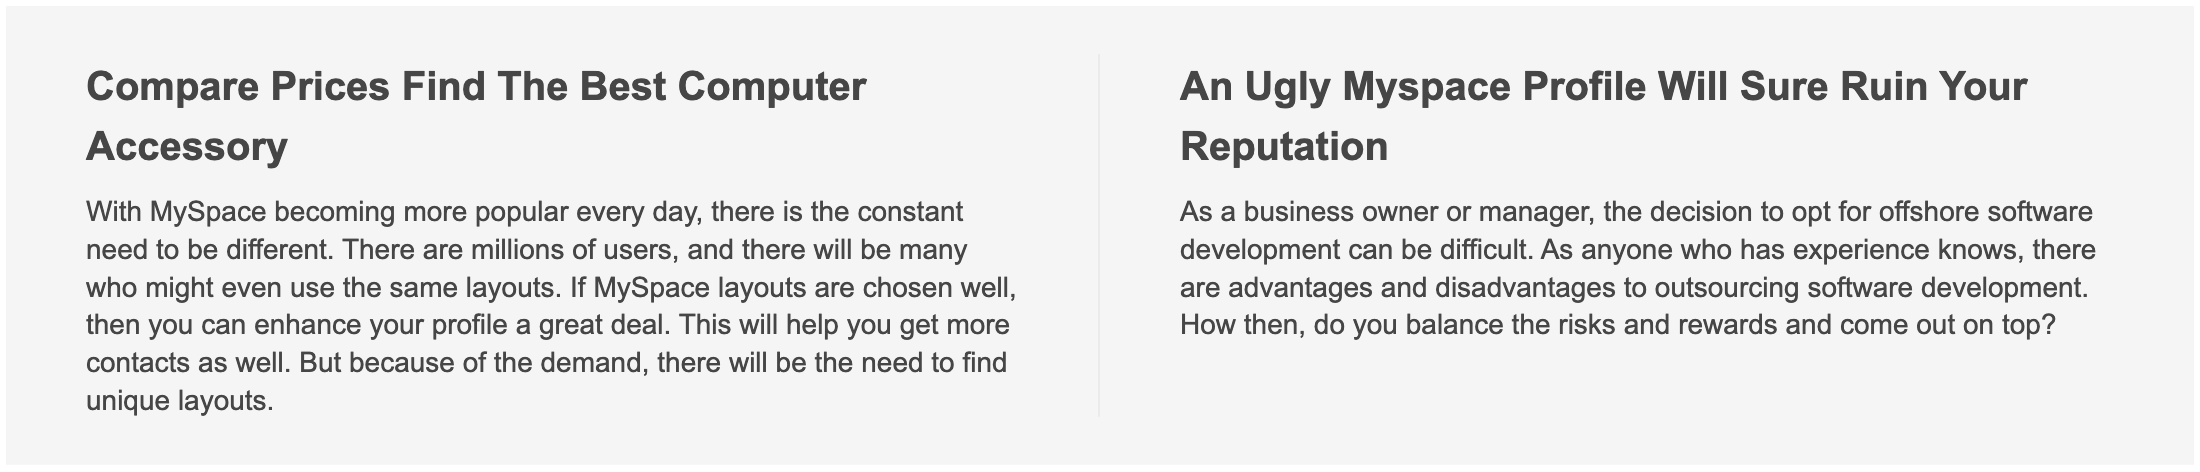 Compare Prices Find The Best Computer
Accessory
With MySpace becoming more popular every day, there is the constant
need to be different. There are millions of users, and there will be many
who might even use the same layouts. If MySpace layouts are chosen well,
then you can enhance your profile a great deal. This will help you get more
contacts as well. But because of the demand, there will be the need to find
unique layouts.
An Ugly Myspace Profile Will Sure Ruin Your
Reputation
As a business owner or manager, the decision to opt for offshore software
development can be difficult. As anyone who has experience knows, there
are advantages and disadvantages to outsourcing software development.
How then, do you balance the risks and rewards and come out on top?